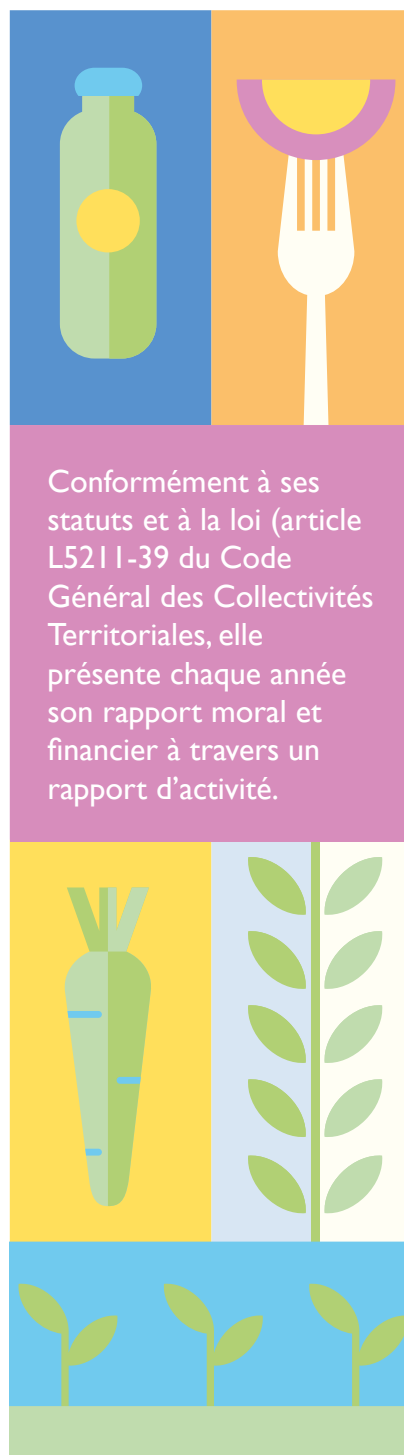 Conformément à ses
statuts et à la loi (article
L5211-39 du Code
Général des Collectivités
Territoriales, elle
présente chaque année
son rapport moral et
financier à travers un
rapport d’activité.